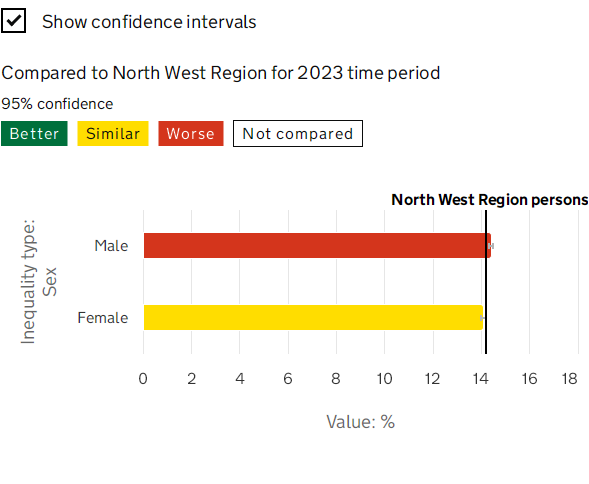 Show confidence intervals
Compared to North West Region for 2023 time period
95% confidence
Better Similar Worse Not compared
North West Region persons
Inequality type:
Sex
Male
Female
0 2 4 6 8 10 12 14 16 18
Value: %